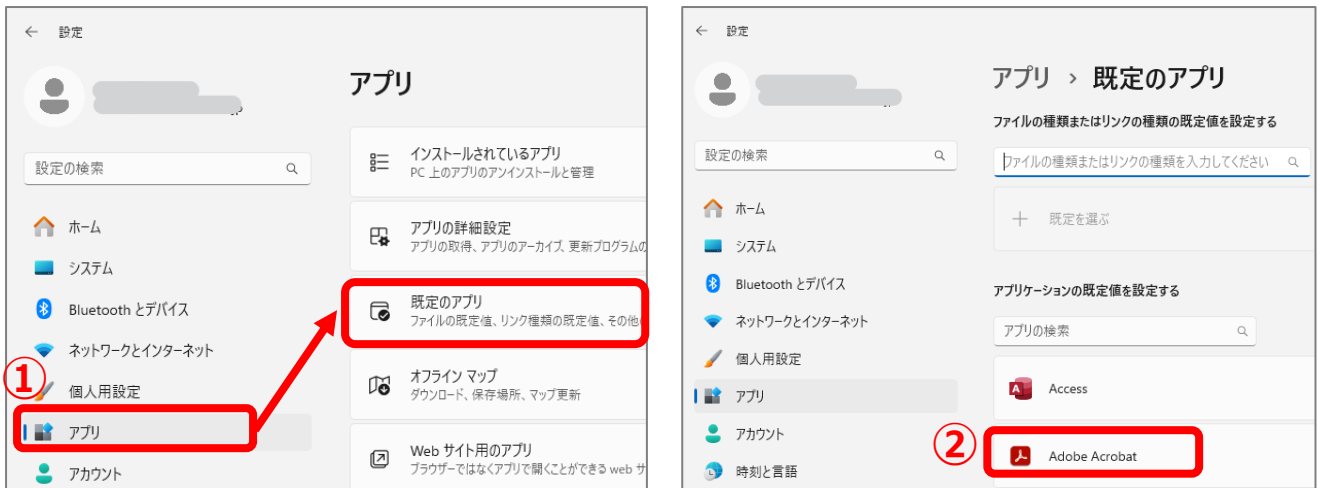 ← 設定
アプリ
設定の検索
ホーム
システム
Bluetooth とデバイス
ネットワークとインターネット
①
個人用設定
アプリ
アカウント
インストールされているアプリ
PC 上のアプリのアンインストールと管理
アプリの詳細設定
アプリの取得、アプリのアーカイブ、更新プログラムの
既定のアプリ
ファイルの既定値、リンク種類の既定値、その他
オフライン マップ
ダウンロード、保存場所、マップ更新
Web サイト用のアプリ
ブラウザーではなくアプリで開くことができる web サ
← 設定
アプリ › 既定のアプリ
ファイルの種類またはリンクの種類の既定値を設定する
設定の検索
ファイルの種類またはリンクの種類を入力してください
ホーム
システム
Bluetooth とデバイス
ネットワークとインターネット
個人用設定
アプリ
アカウント
時刻と言語
＋ 既定を選ぶ
アプリケーションの既定値を設定する
アプリの検索
Access
②
Adobe Acrobat